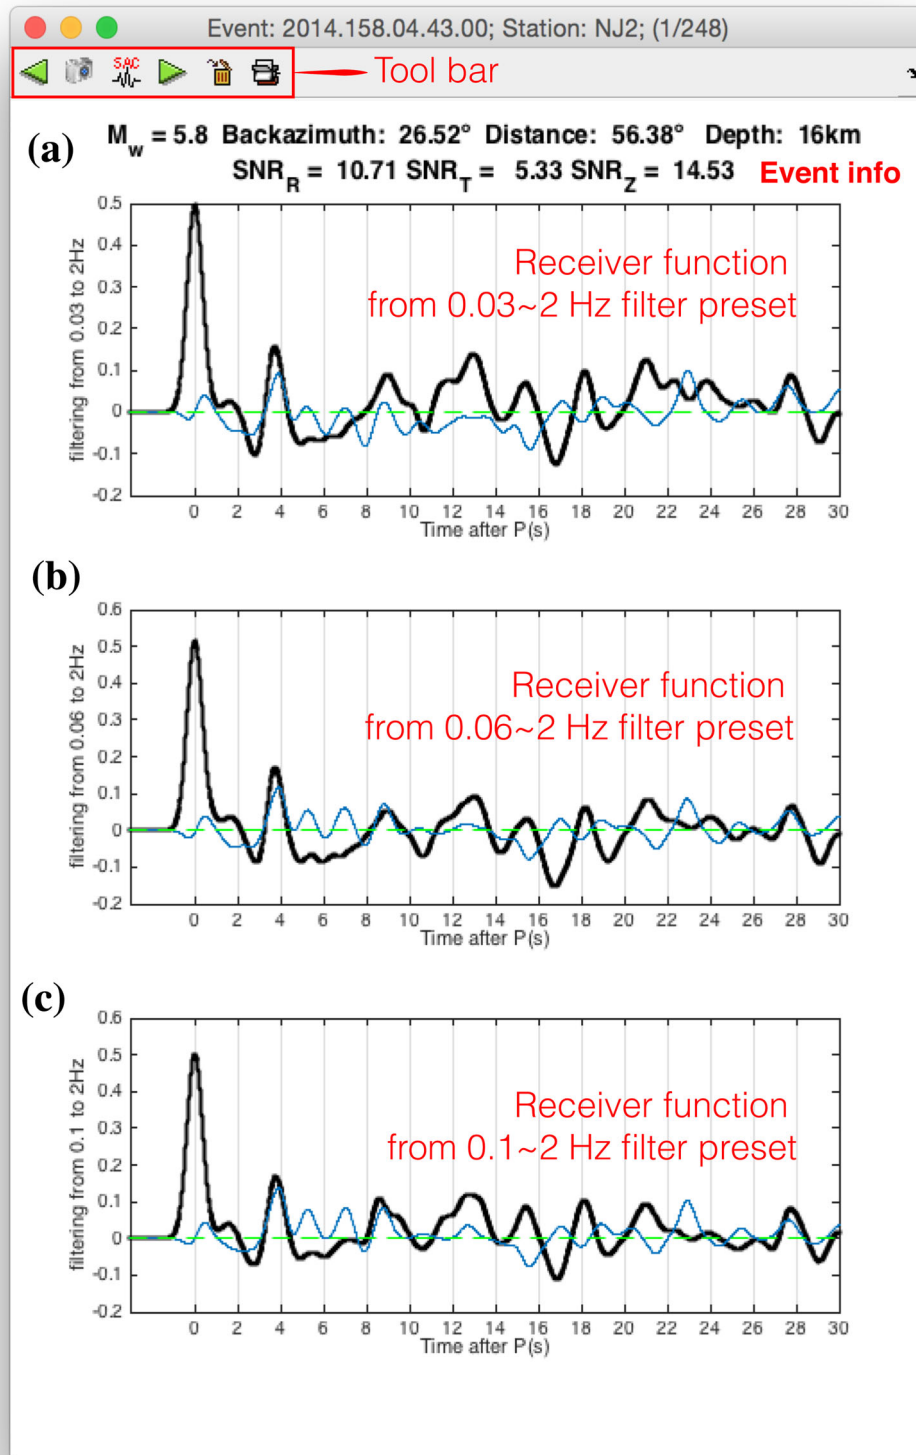 Event: 2014.158.04.43.00; Station: NJ2; (1/248)
SAC
Tool bar
(a)
M_w = 5.8 Backazimuth: 26.52° Distance: 56.38° Depth: 16km
SNR_R = 10.71 SNR_T = 5.33 SNR_Z = 14.53
Event info
Receiver function
from 0.03~2 Hz filter preset
filtering from 0.03 to 2Hz
0.5
0.4
0.3
0.2
0.1
0
-0.1
-0.2
0 2 4 6 8 10 12 14 16 18 20 22 24 26 28 30
Time after P(s)
(b)
Receiver function
from 0.06~2 Hz filter preset
filtering from 0.06 to 2Hz
0.6
0.5
0.4
0.3
0.2
0.1
0
-0.1
-0.2
0 2 4 6 8 10 12 14 16 18 20 22 24 26 28 30
Time after P(s)
(c)
Receiver function
from 0.1~2 Hz filter preset
filtering from 0.1 to 2Hz
0.6
0.5
0.4
0.3
0.2
0.1
0
-0.1
-0.2
0 2 4 6 8 10 12 14 16 18 20 22 24 26 28 30
Time after P(s)